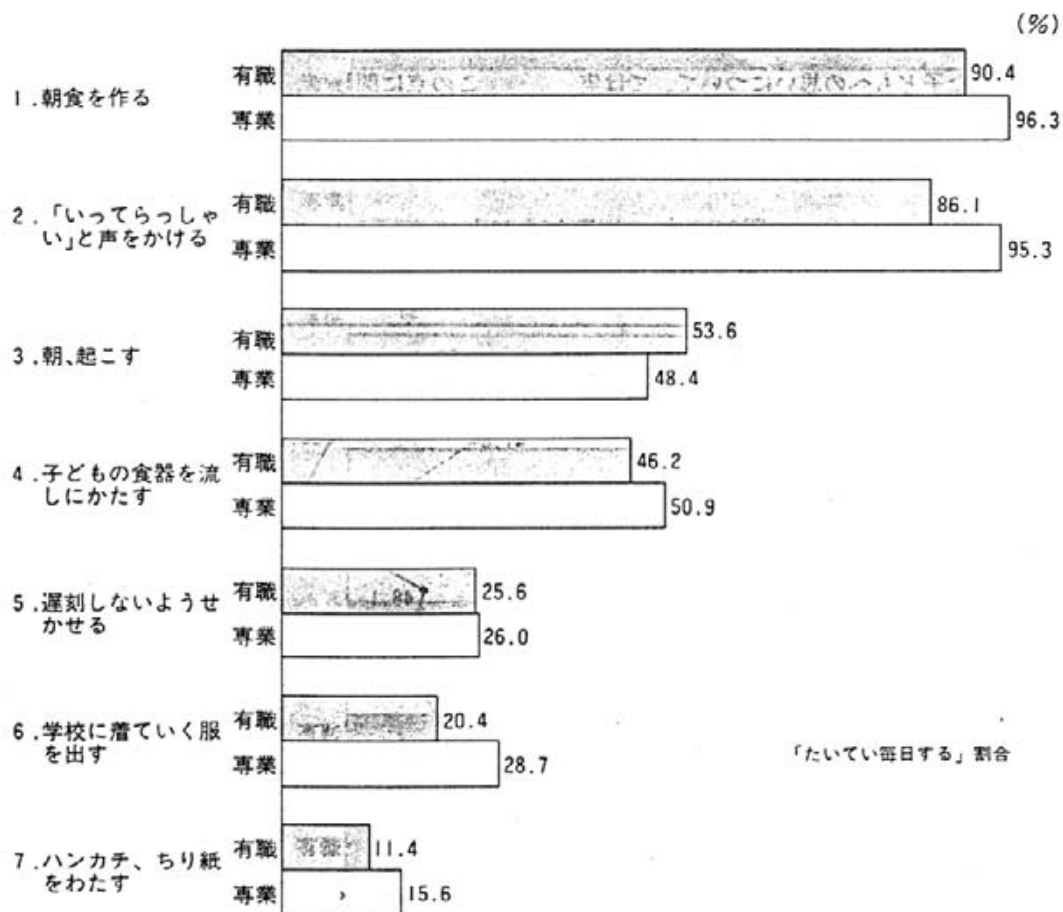 (%)
有職
90.4
1.朝食を作る
専業
96.3
有職
86.1
2.「いってらっしゃ
い」と声をかける
専業
95.3
有職
53.6
3.朝、起こす
専業
48.4
有職
46.2
4.子どもの食器を流
しにかたす
専業
50.9
有職
25.6
5.遅刻しないようせ
かせる
専業
26.0
有職
20.4
6.学校に着ていく服
を出す
専業
28.7
「たいてい毎日する」割合
有職
11.4
7.ハンカチ、ちり紙
をわたす
専業
15.6